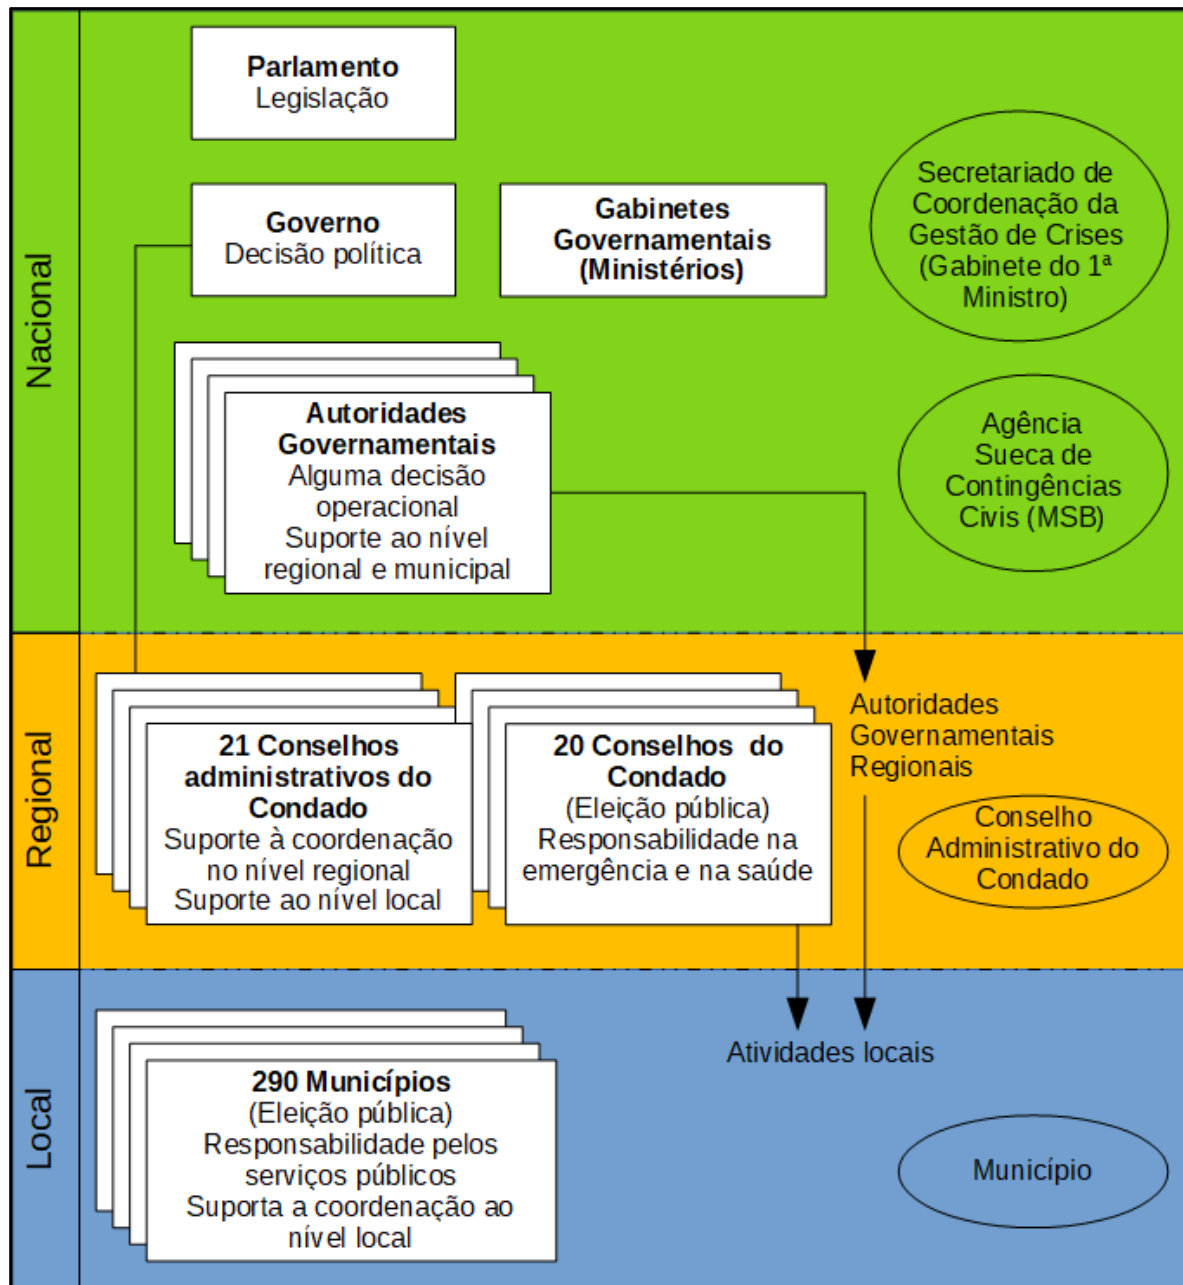 Nacional
Parlamento
Legislação
Governo
Decisão política
Gabinetes
Governamentais
(Ministérios)
Secretariado de
Coordenação da
Gestão de Crises
(Gabinete do 1ª
Ministro)
Autoridades
Governamentais
Alguma decisão
operacional
Suporte ao nível
regional e municipal
Agência
Sueca de
Contingências
Civis (MSB)
Regional
21 Conselhos
administrativos do
Condado
Suporte à coordenação
no nível regional
Suporte ao nível local
20 Conselhos do
Condado
(Eleição pública)
Responsabilidade na
emergência e na saúde
Autoridades
Governamentais
Regionais
Conselho
Administrativo do
Condado
Local
290 Municípios
(Eleição pública)
Responsabilidade pelos
serviços públicos
Suporta a coordenação ao
nível local
Atividades locais
Município